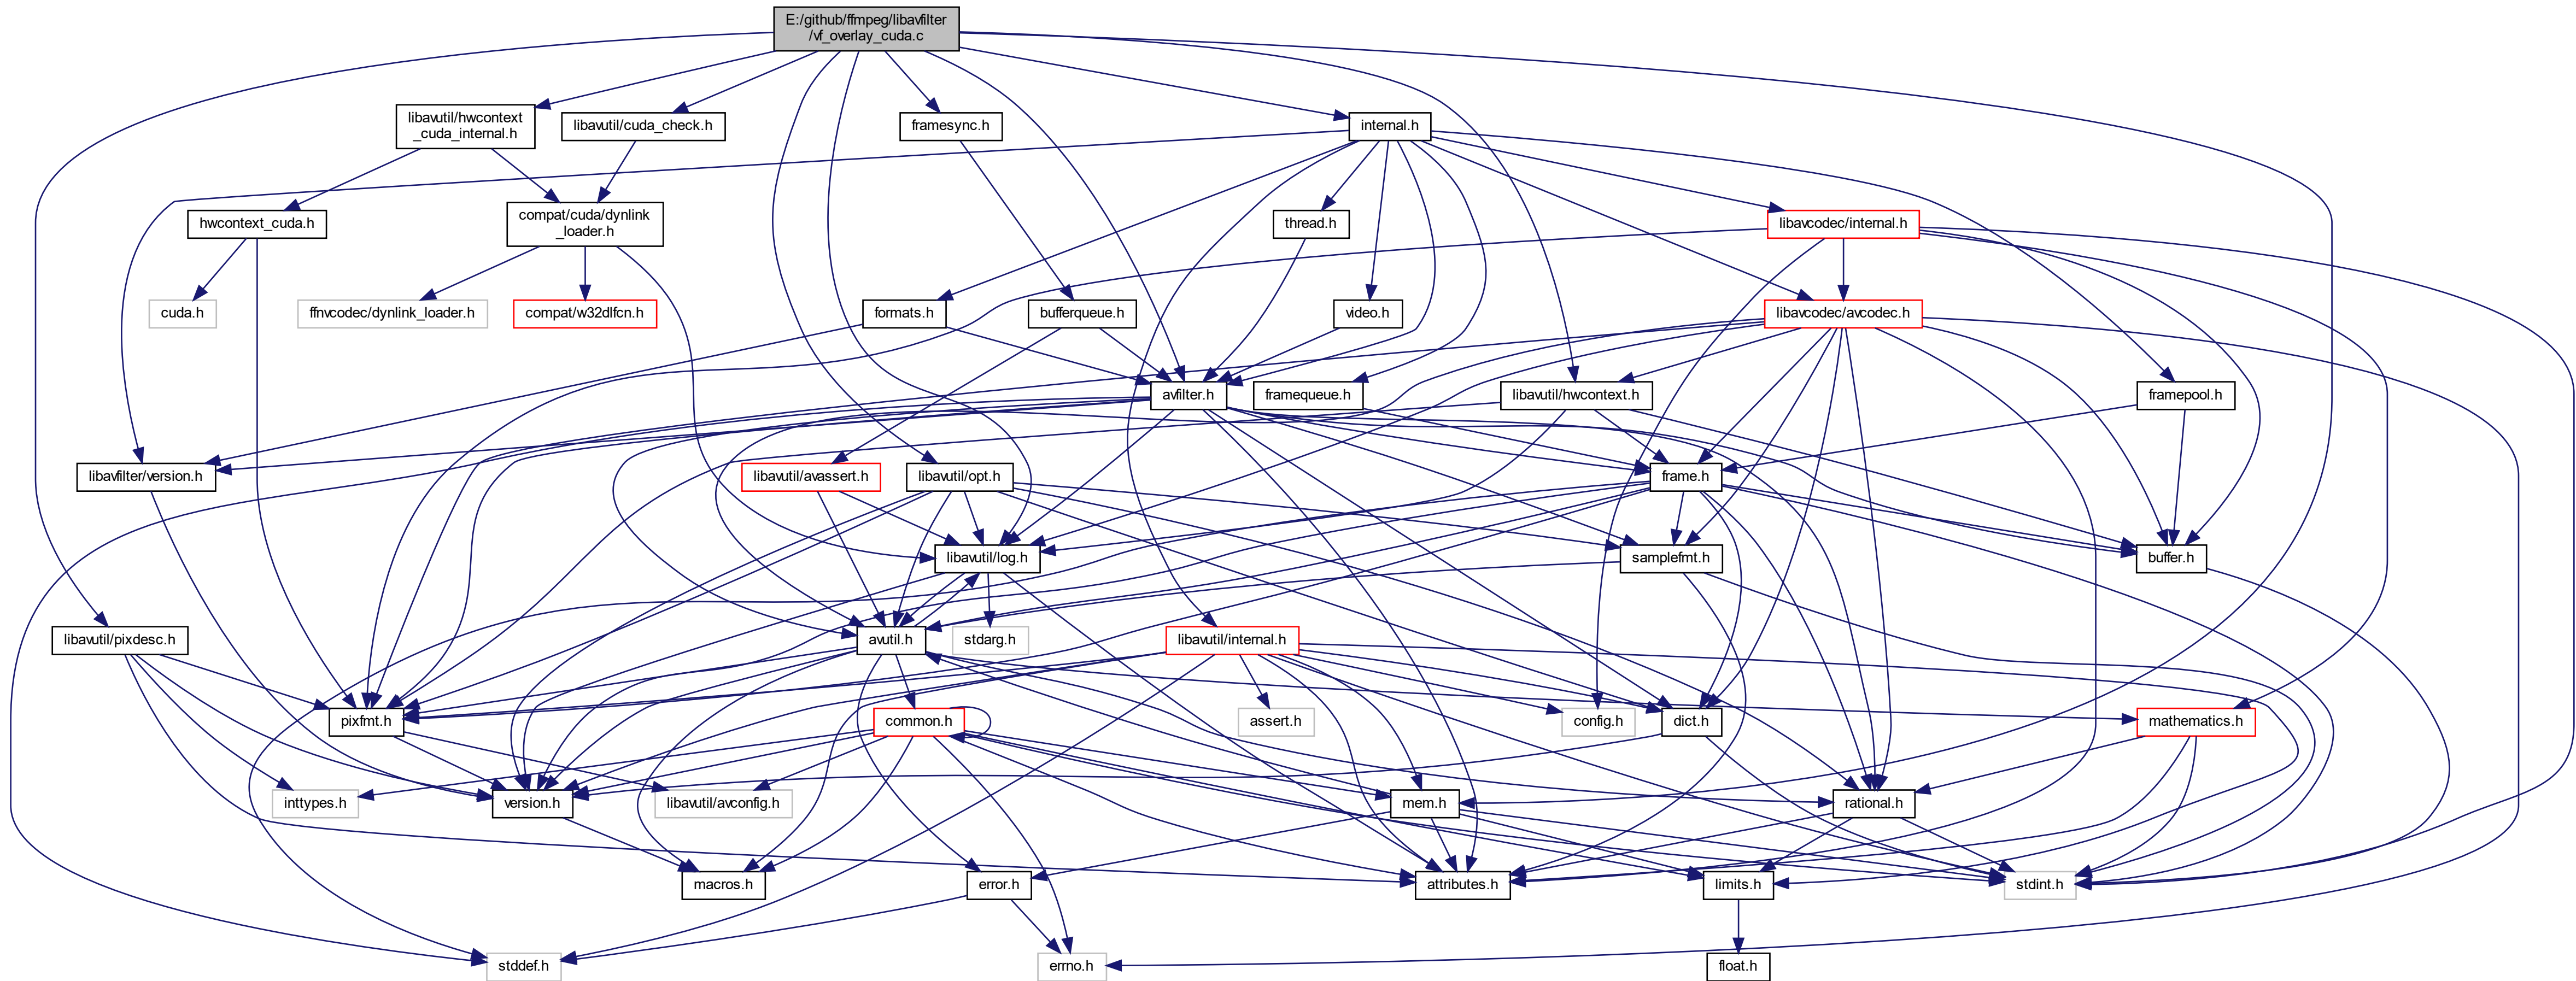 E:/github/ffmpeg/libavfilter
/vf_overlay_cuda.c
libavutil/hwcontext
_cuda_internal.h
libavutil/cuda_check.h
framesync.h
internal.h
hwcontext_cuda.h
compat/cuda/dynlink
_loader.h
thread.h
libavcodec/internal.h
cuda.h
ffnvcodec/dynlink_loader.h
compat/w32dlfcn.h
formats.h
bufferqueue.h
video.h
libavcodec/avcodec.h
avfilter.h
framequeue.h
libavutil/hwcontext.h
framepool.h
libavfilter/version.h
libavutil/avassert.h
libavutil/opt.h
frame.h
libavutil/log.h
samplefmt.h
buffer.h
libavutil/pixdesc.h
avutil.h
stdarg.h
libavutil/internal.h
pixfmt.h
common.h
assert.h
config.h
dict.h
mathematics.h
inttypes.h
version.h
libavutil/avconfig.h
mem.h
rational.h
macros.h
error.h
attributes.h
limits.h
stdint.h
stddef.h
errno.h
float.h